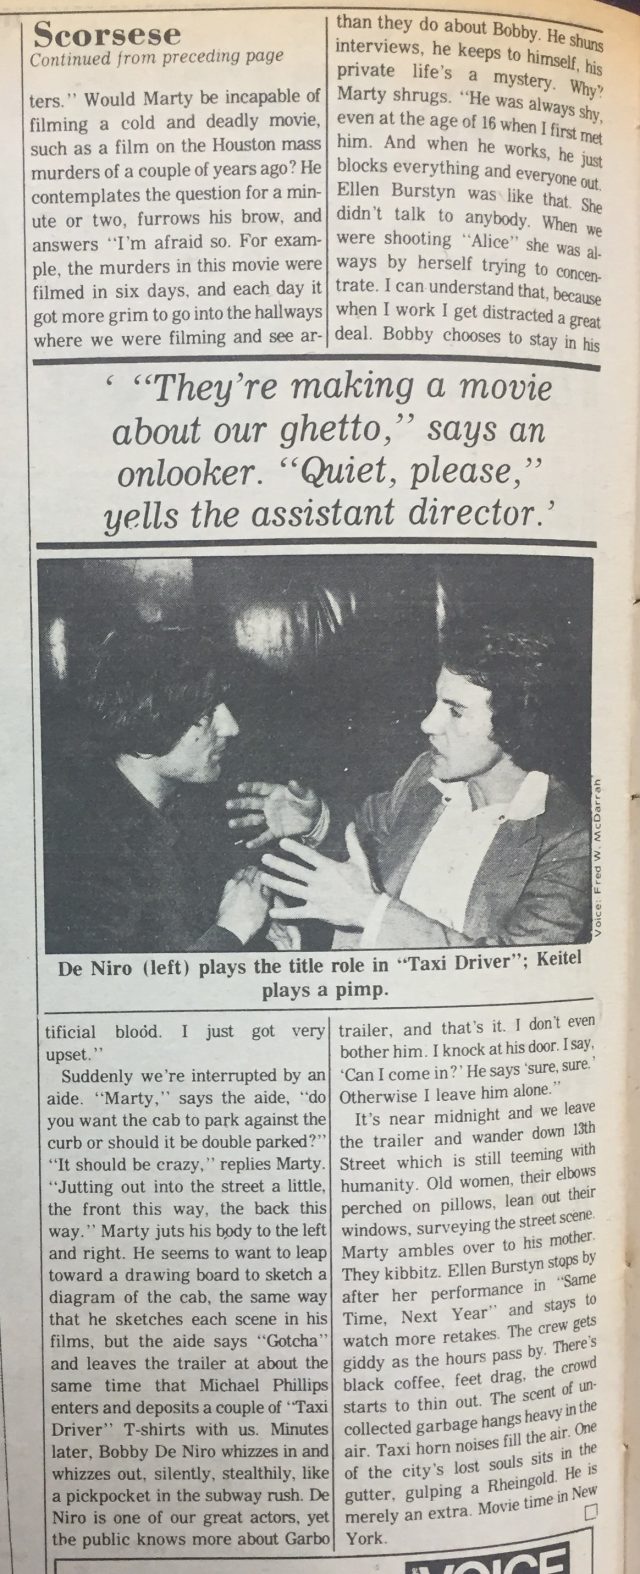 Scorsese
Continued from preceding page
ters." Would Marty be incapable of
filming a cold and deadly movie,
such as a film on the Houston mass
murders of a couple of years ago? He
contemplates the question for a min-
ute or two, furrows his brow, and
answers "I'm afraid so. For exam-
ple, the murders in this movie were
filmed in six days, and each day it
got more grim to go into the hallways
where we were filming and see ar-
than they do about Bobby. He shuns
interviews, he keeps to himself, his
private life's a mystery. Why?
Marty shrugs. "He was always shy,
even at the age of 16 when I first met
him. And when he works, he just
blocks everything and everyone out.
Ellen Burstyn was like that. She
didn't talk to anybody. When we
were shooting "Alice" she was al-
ways by herself trying to concen-
trate. I can understand that, because
when I work I get distracted a great
deal. Bobby chooses to stay in his
' "They're making a movie
about our ghetto," says an
onlooker. "Quiet, please,"
yells the assistant director.'
Voice: Fred W. McDarrah
De Niro (left) plays the title role in "Taxi Driver"; Keitel
plays a pimp.
tificial blood. I just got very
upset."
Suddenly we're interrupted by an
aide. "Marty," says the aide, "do
you want the cab to park against the
curb or should it be double parked?"
"It should be crazy," replies Marty.
"Jutting out into the street a little,
the front this way, the back this
way." Marty juts his body to the left
and right. He seems to want to leap
toward a drawing board to sketch a
diagram of the cab, the same way
that he sketches each scene in his
films, but the aide says "Gotcha"
and leaves the trailer at about the
same time that Michael Phillips
enters and deposits a couple of "Taxi
Driver" T-shirts with us. Minutes
later, Bobby De Niro whizzes in and
whizzes out, silently, stealthily, like
a pickpocket in the subway rush. De
Niro is one of our great actors, yet
the public knows more about Garbo
trailer, and that's it. I don't even
bother him. I knock at his door. I say,
'Can I come in?' He says 'sure, sure.'
Otherwise I leave him alone."
It's near midnight and we leave
the trailer and wander down 13th
Street which is still teeming with
humanity. Old women, their elbows
perched on pillows, lean out their
windows, surveying the street scene.
Marty ambles over to his mother.
They kibbitz. Ellen Burstyn stops by
after her performance in "Same
Time, Next Year" and stays to
watch more retakes. The crew gets
giddy as the hours pass by. There's
black coffee, feet drag, the crowd
starts to thin out. The scent of un-
collected garbage hangs heavy in the
air. Taxi horn noises fill the air. One
of the city's lost souls sits in the
gutter, gulping a Rheingold. He is
merely an extra. Movie time in New
York. □
VOICE